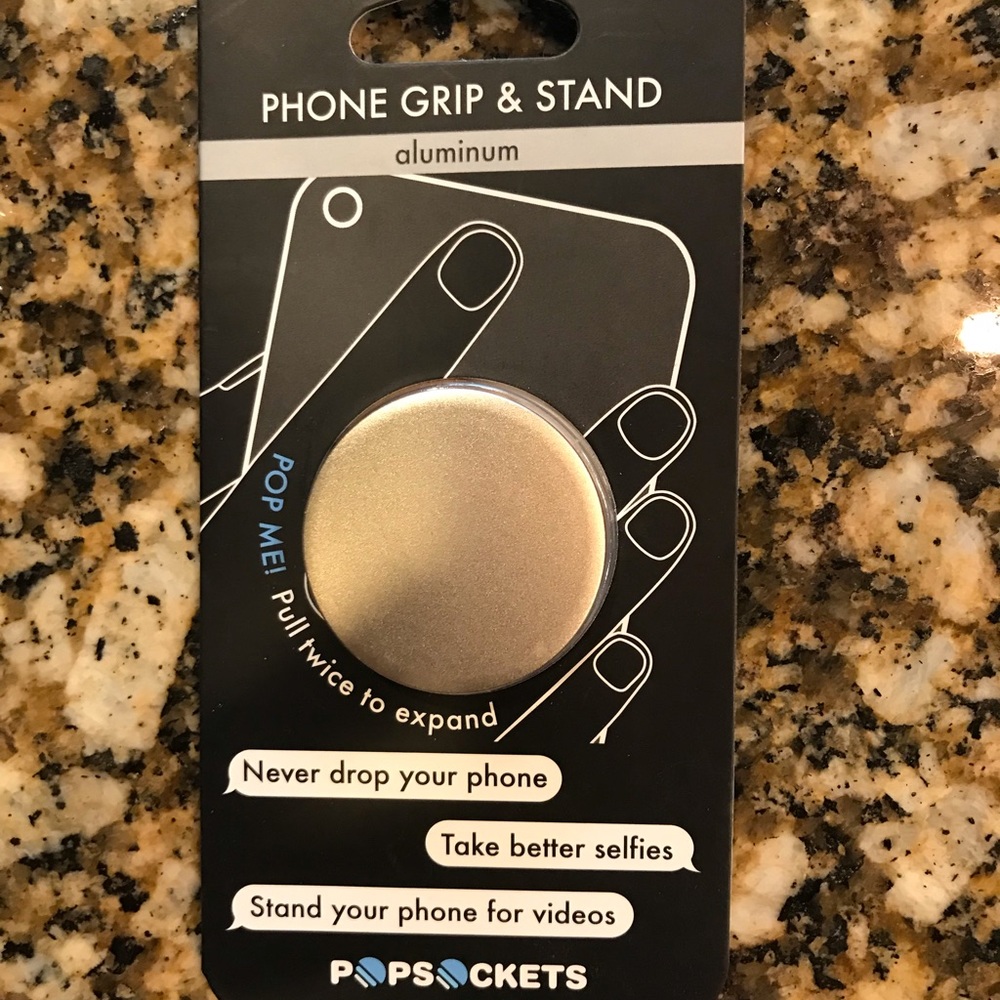 PHONE GRIP & STAND
aluminum
POP ME! Pull twice to expand
Never drop your phone
Take better selfies
Stand your phone for videos
POPSOCKETS